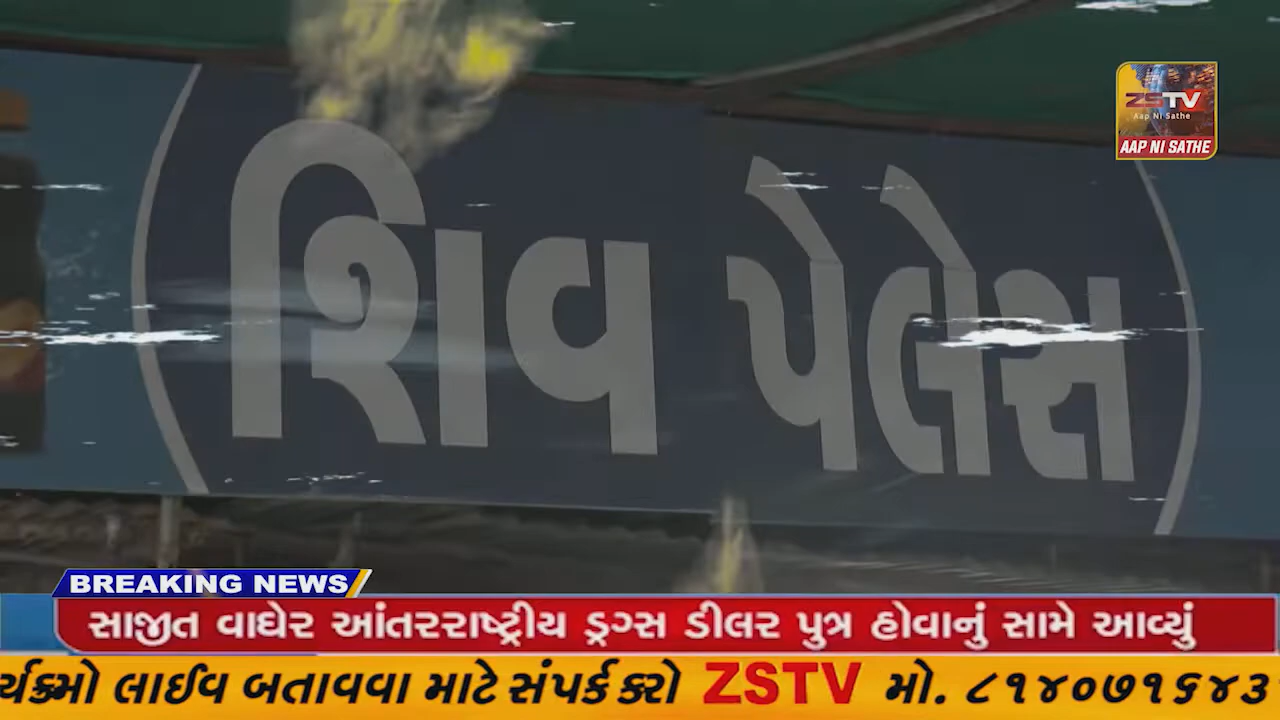 ZSTV
Aap Ni Sathe
AAP NI SATHE
શિવ પેલેસ
BREAKING NEWS
સાજીત વાઘેર આંતરરાષ્ટ્રીય ડ્રગ્સ ડીલર પુત્ર હોવાનું સામે આવ્યું
ર્યક્રમો લાઈવ બતાવવા માટે સંપર્ક કરો ZSTV મો. ૮૧૪૦૭૧૬૪૩